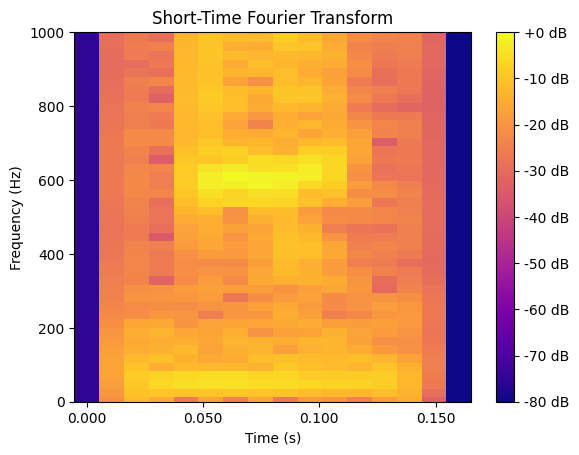 Short-Time Fourier Transform
1000
800
600
400
200
0
Frequency (Hz)
0.000
0.050
0.100
0.150
Time (s)
+0 dB
-10 dB
-20 dB
-30 dB
-40 dB
-50 dB
-60 dB
-70 dB
-80 dB